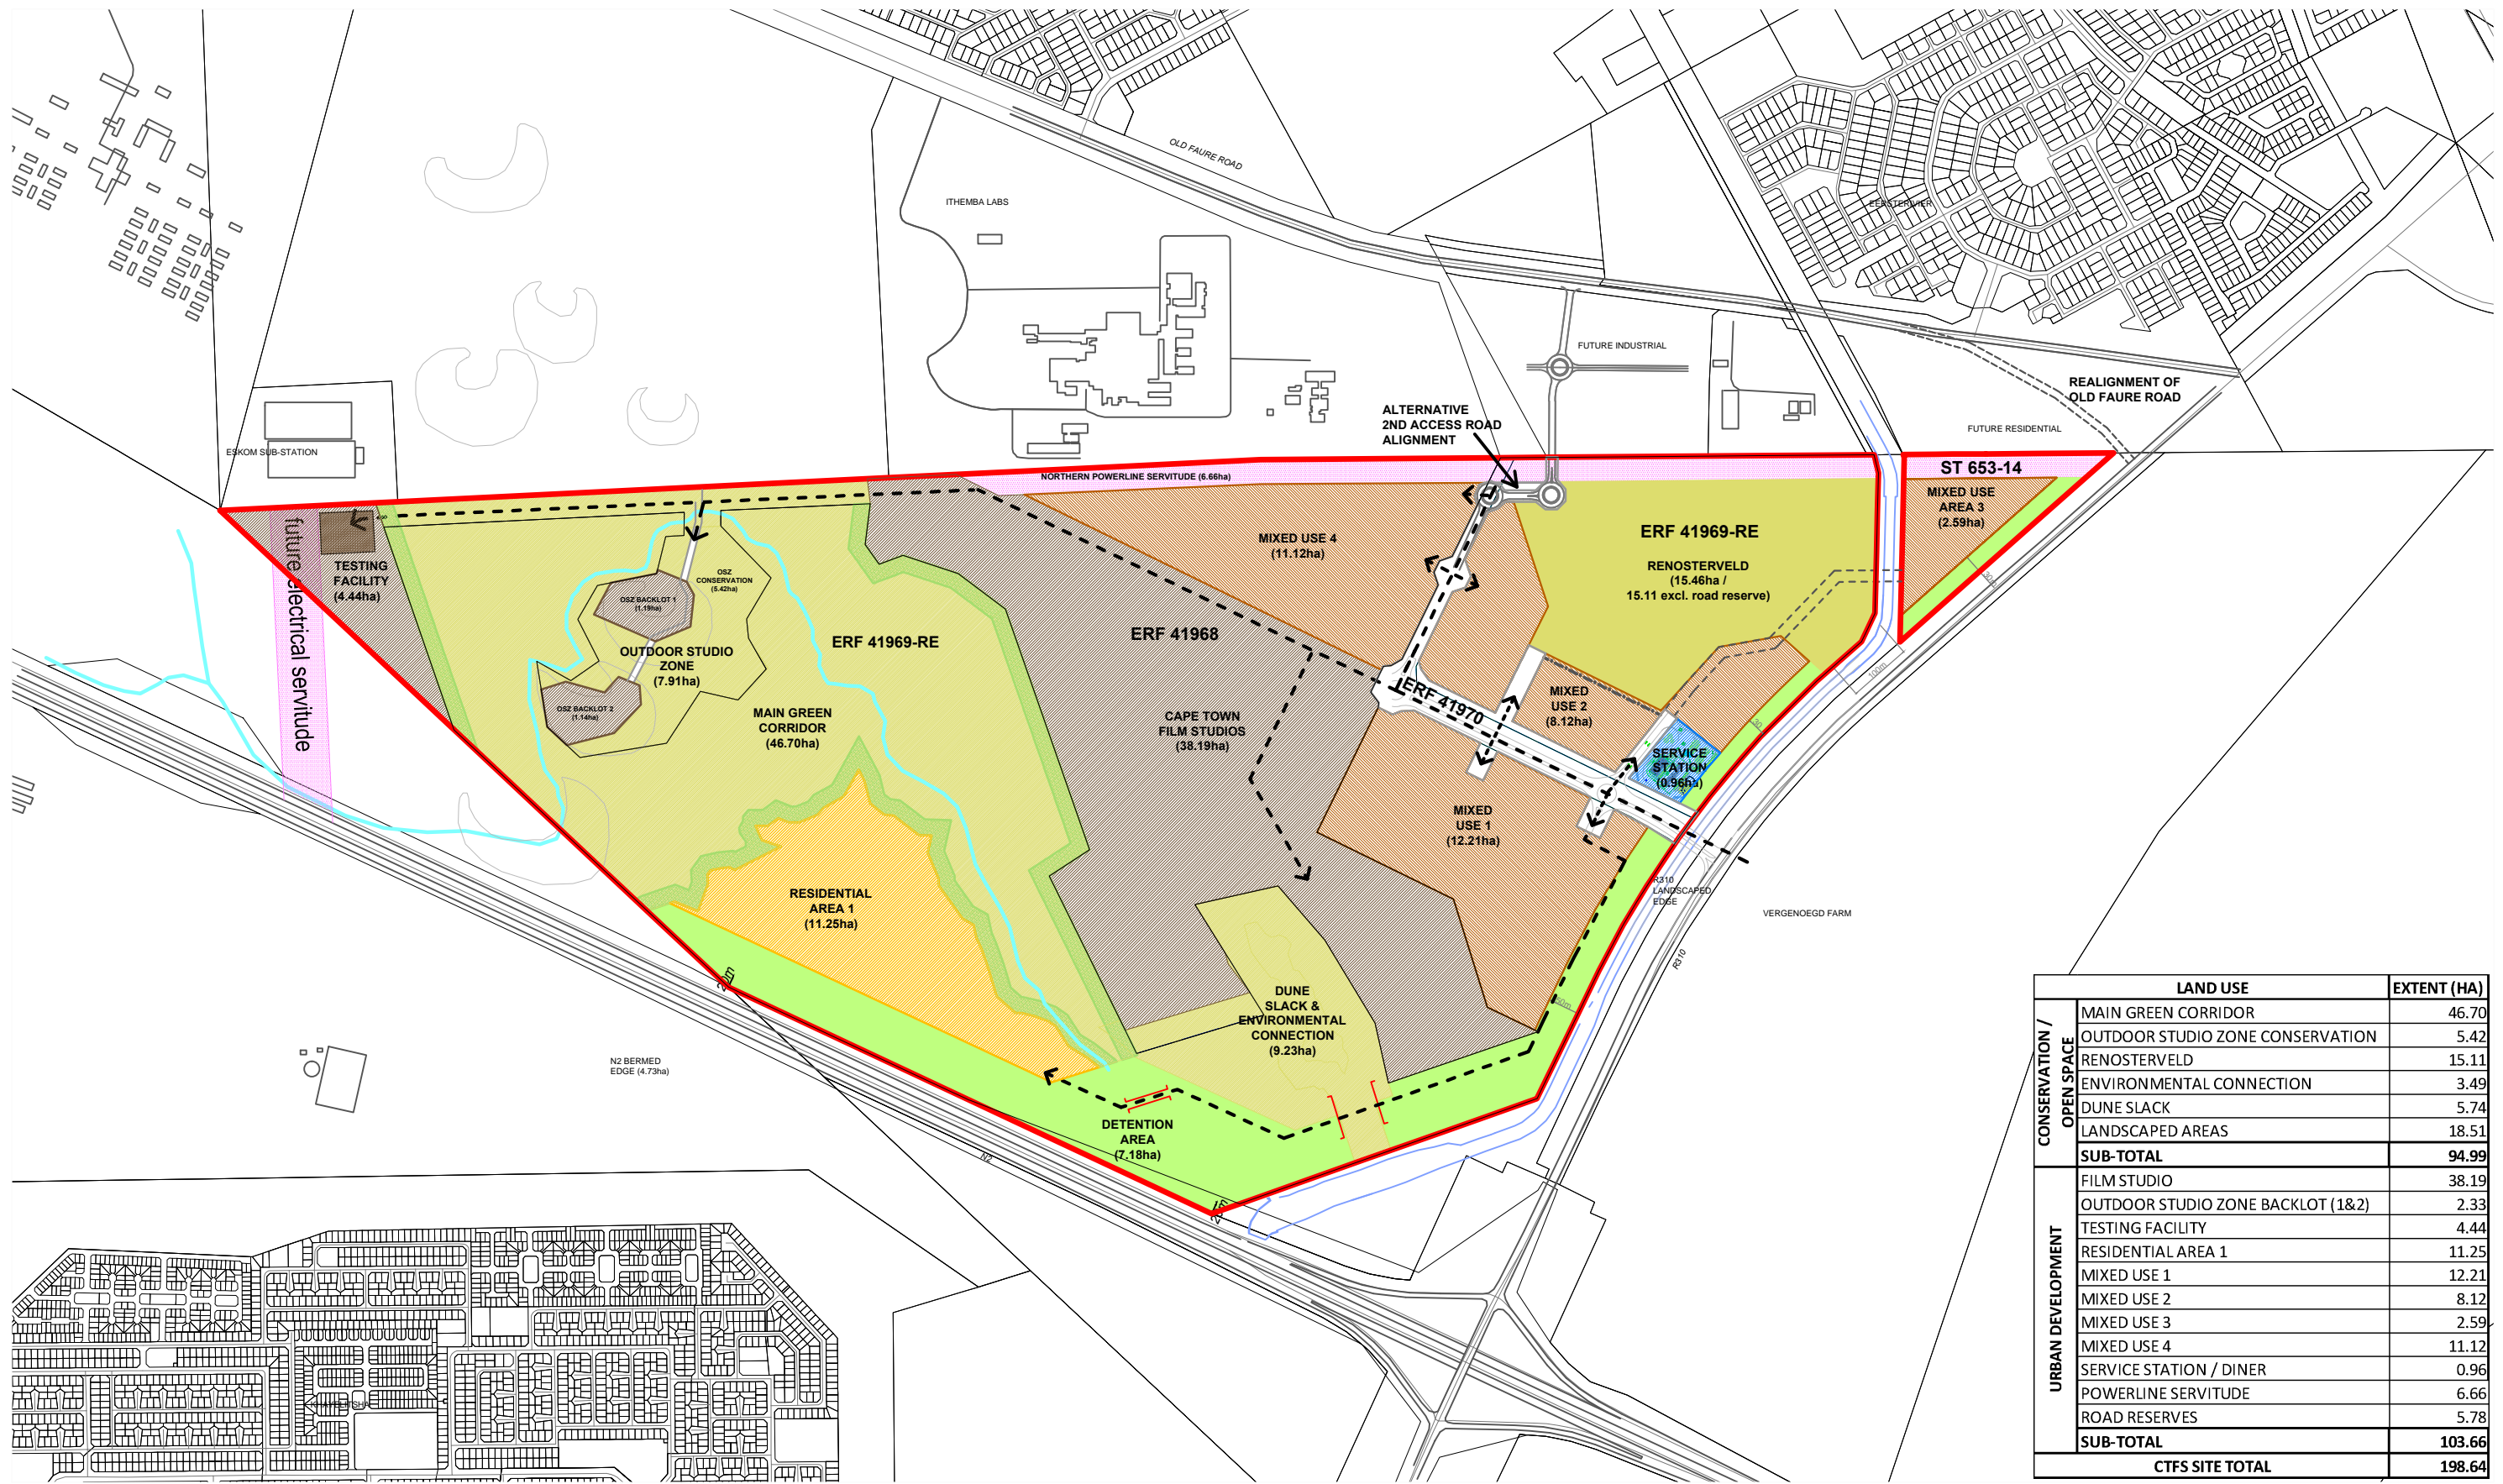 OLD FAURE ROAD
ITHEMBA LABS
EERSTERIVIER
FUTURE INDUSTRIAL
REALIGNMENT OF
OLD FAURE ROAD
FUTURE RESIDENTIAL
ALTERNATIVE
2ND ACCESS ROAD
ALIGNMENT
ESKOM SUB-STATION
NORTHERN POWERLINE SERVITUDE (6.66ha)
ST 653-14
MIXED USE
AREA 3
(2.59ha)
30m
future electrical servitude
TESTING
FACILITY
(4.44ha)
MIXED USE 4
(11.12ha)
ERF 41969-RE
RENOSTERVELD
(15.46ha /
15.11 excl. road reserve)
OSZ
CONSERVATION
(5.42ha)
OSZ BACKLOT 1
(1.19ha)
OUTDOOR STUDIO
ZONE
(7.91ha)
OSZ BACKLOT 2
(1.14ha)
ERF 41969-RE
ERF 41968
100m
MAIN GREEN
CORRIDOR
(46.70ha)
CAPE TOWN
FILM STUDIOS
(38.19ha)
ERF 41970
MIXED
USE 2
(8.12ha)
30
SERVICE
STATION
(0.96ha)
MIXED
USE 1
(12.21ha)
RESIDENTIAL
AREA 1
(11.25ha)
R310
LANDSCAPED
EDGE
VERGENOEGD FARM
R310
20m
DUNE
SLACK &
ENVIRONMENTAL
CONNECTION
(9.23ha)
N2 BERMED
EDGE (4.73ha)
DETENTION
AREA
(7.18ha)
N2
KHAYELITSHA
LAND USE EXTENT (HA)
CONSERVATION /
OPEN SPACE
MAIN GREEN CORRIDOR 46.70
OUTDOOR STUDIO ZONE CONSERVATION 5.42
RENOSTERVELD 15.11
ENVIRONMENTAL CONNECTION 3.49
DUNE SLACK 5.74
LANDSCAPED AREAS 18.51
SUB-TOTAL 94.99
URBAN DEVELOPMENT
FILM STUDIO 38.19
OUTDOOR STUDIO ZONE BACKLOT (1&2) 2.33
TESTING FACILITY 4.44
RESIDENTIAL AREA 1 11.25
MIXED USE 1 12.21
MIXED USE 2 8.12
MIXED USE 3 2.59
MIXED USE 4 11.12
SERVICE STATION / DINER 0.96
POWERLINE SERVITUDE 6.66
ROAD RESERVES 5.78
SUB-TOTAL 103.66
CTFS SITE TOTAL 198.64